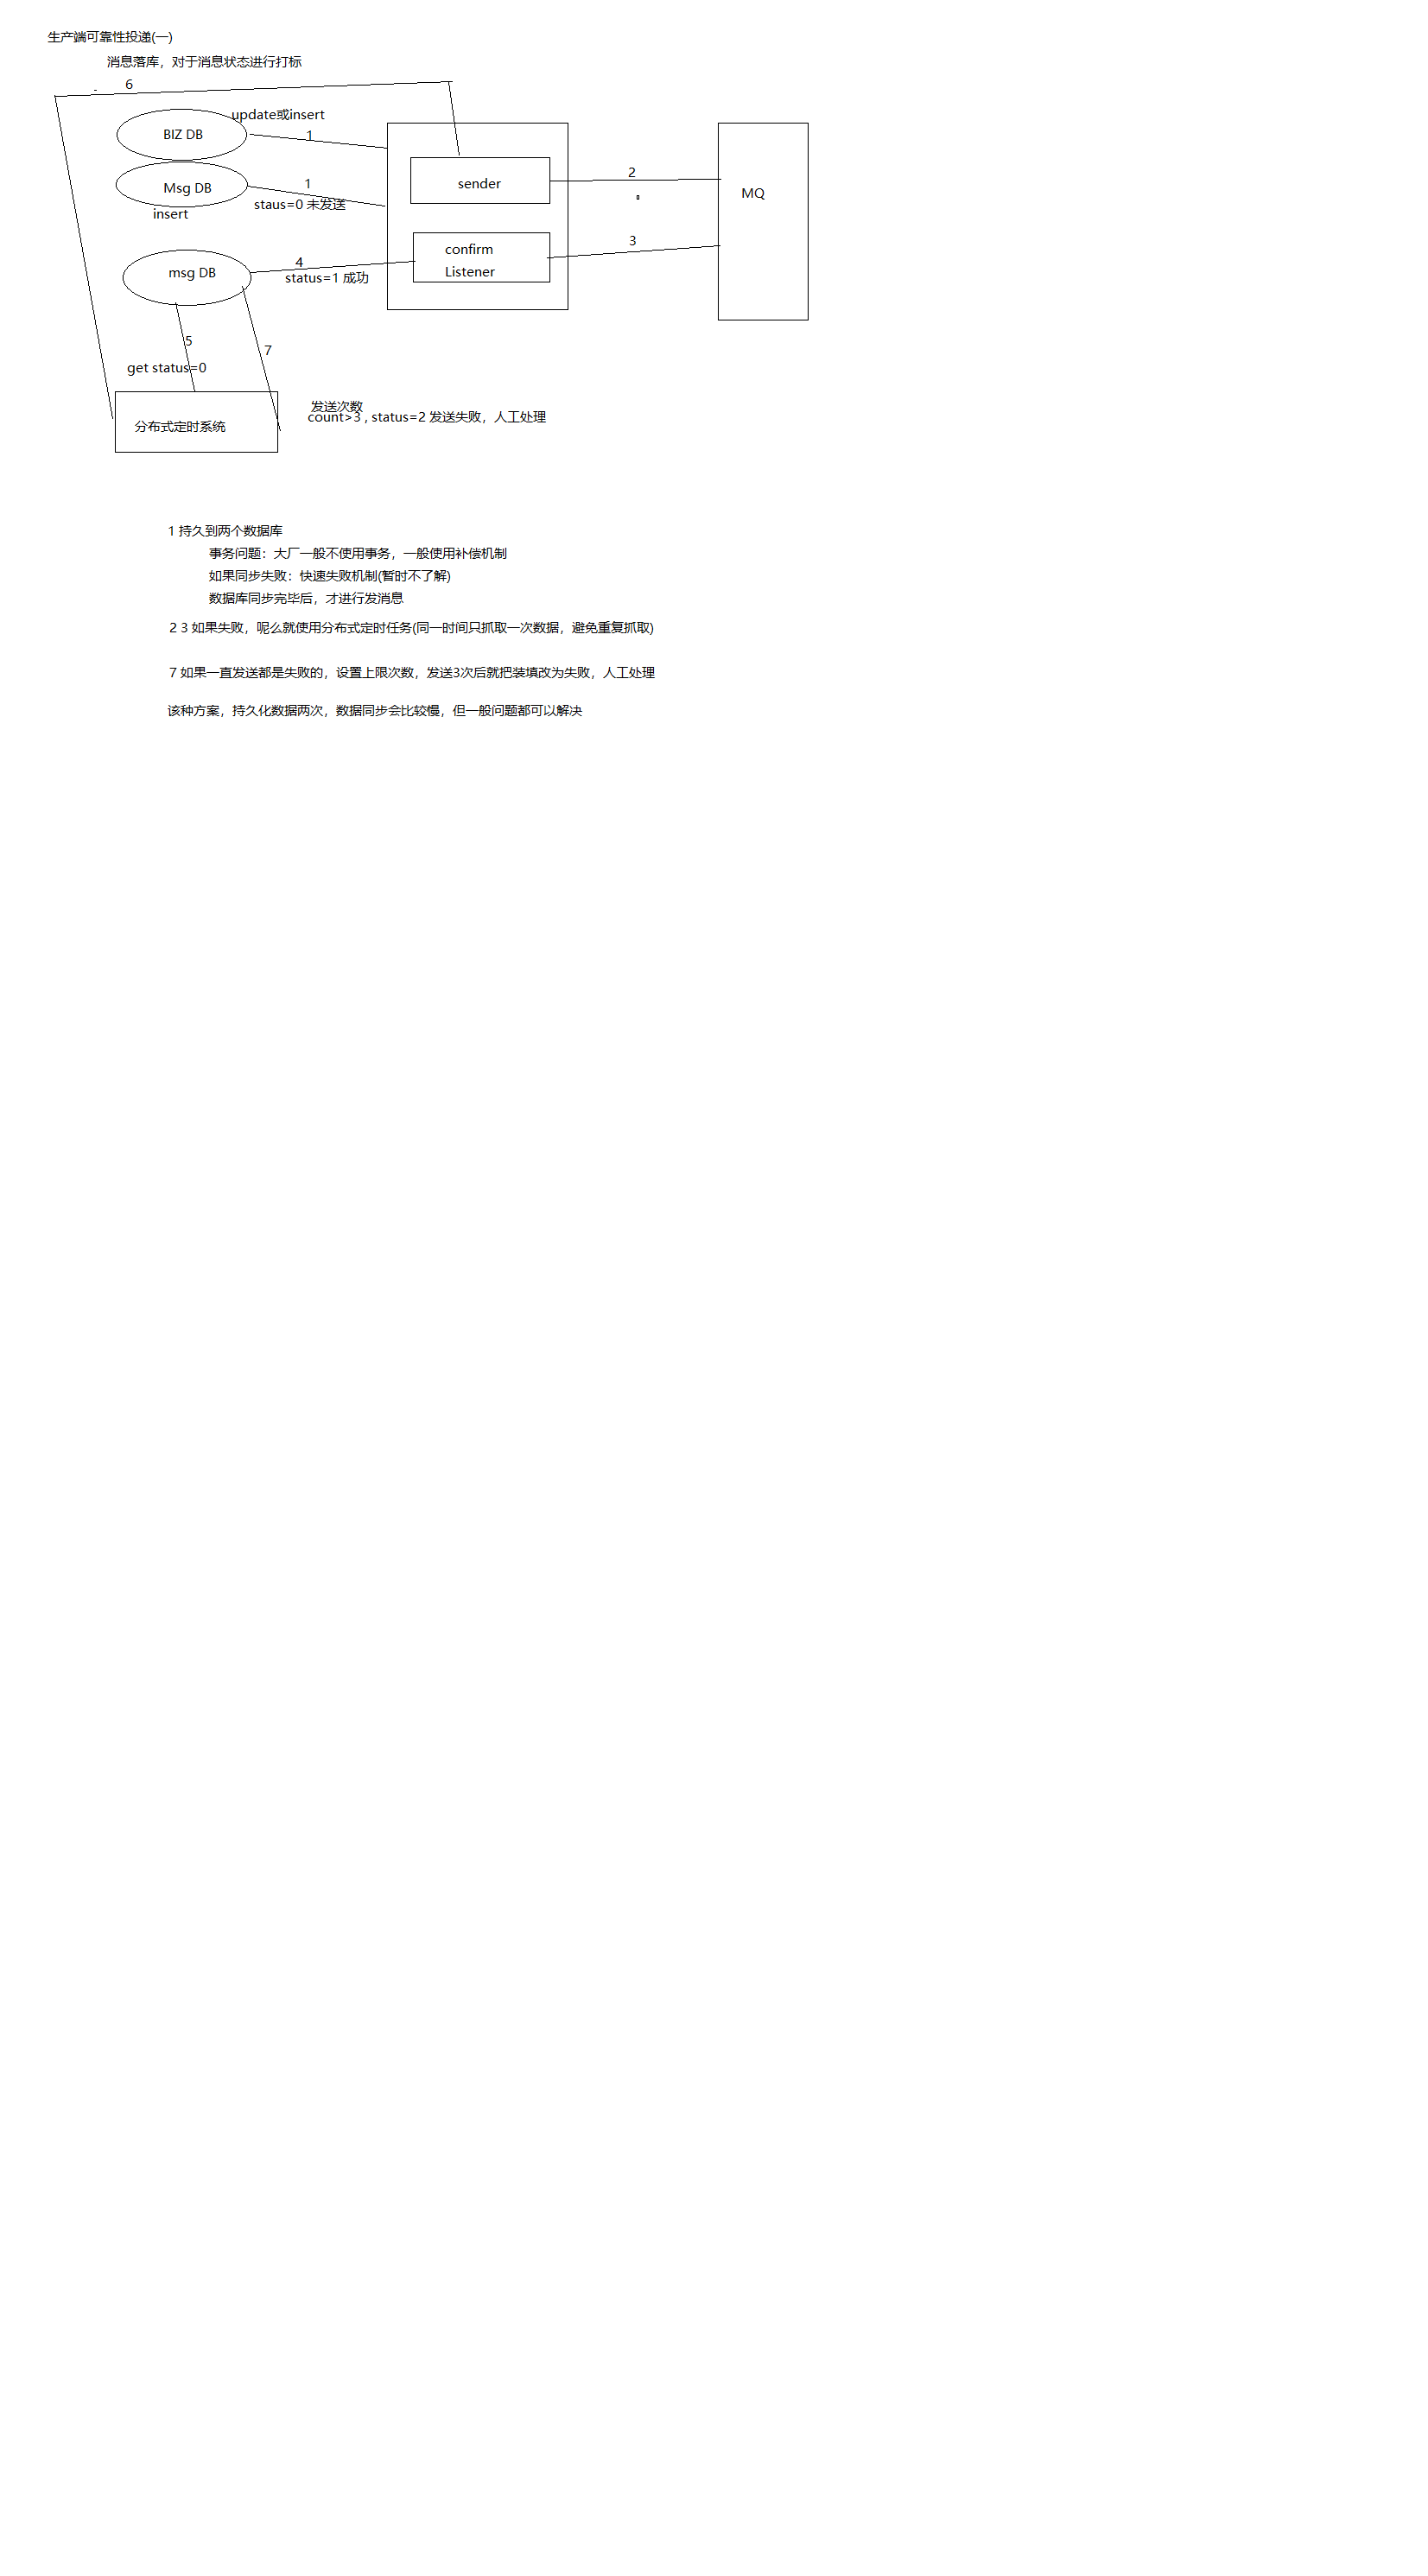 生产端可靠性投递(一)
消息落库，对于消息状态进行打标
6
update或insert
BIZ DB
1
Msg DB
1
staus=0 未发送
insert
sender
2
MQ
confirm
Listener
3
msg DB
4
status=1 成功
5
7
get status=0
分布式定时系统
发送次数
count>3 , status=2 发送失败，人工处理
1 持久到两个数据库
事务问题：大厂一般不使用事务，一般使用补偿机制
如果同步失败：快速失败机制(暂时不了解)
数据库同步完毕后，才进行发消息
2 3 如果失败，呢么就使用分布式定时任务(同一时间只抓取一次数据，避免重复抓取)
7 如果一直发送都是失败的，设置上限次数，发送3次后就把装填改为失败，人工处理
该种方案，持久化数据两次，数据同步会比较慢，但一般问题都可以解决